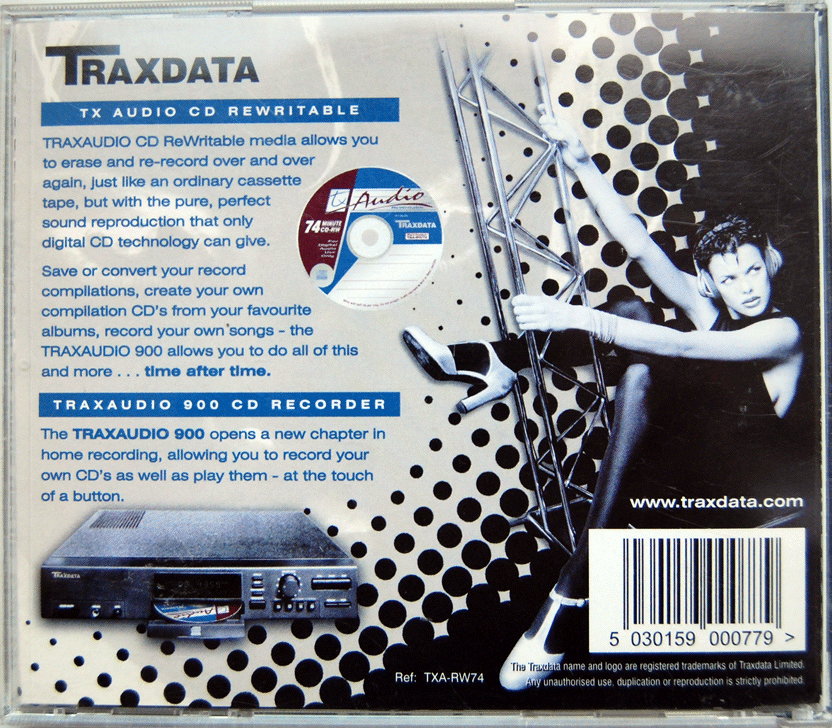 TRAXDATA
TX AUDIO CD REWRITABLE
TRAXAUDIO CD ReWritable media allows you
to erase and re-record over and over
again, just like an ordinary cassette
tape, but with the pure, perfect
sound reproduction that only
digital CD technology can give.
tx Audio
74 MINUTE
CD-RW
For
Digital
Audio
Use
Only
TRAXDATA
Save or convert your record
compilations, create your own
compilation CD's from your favourite
albums, record your own songs - the
TRAXAUDIO 900 allows you to do all of this
and more . . . time after time.
TRAXAUDIO 900 CD RECORDER
The TRAXAUDIO 900 opens a new chapter in
home recording, allowing you to record your
own CD's as well as play them - at the touch
of a button.
TRAXDATA
Audio
www.traxdata.com
5 030159 000779 >
Ref: TXA-RW74
The Traxdata name and logo are registered trademarks of Traxdata Limited.
Any unauthorised use, duplication or reproduction is strictly prohibited.